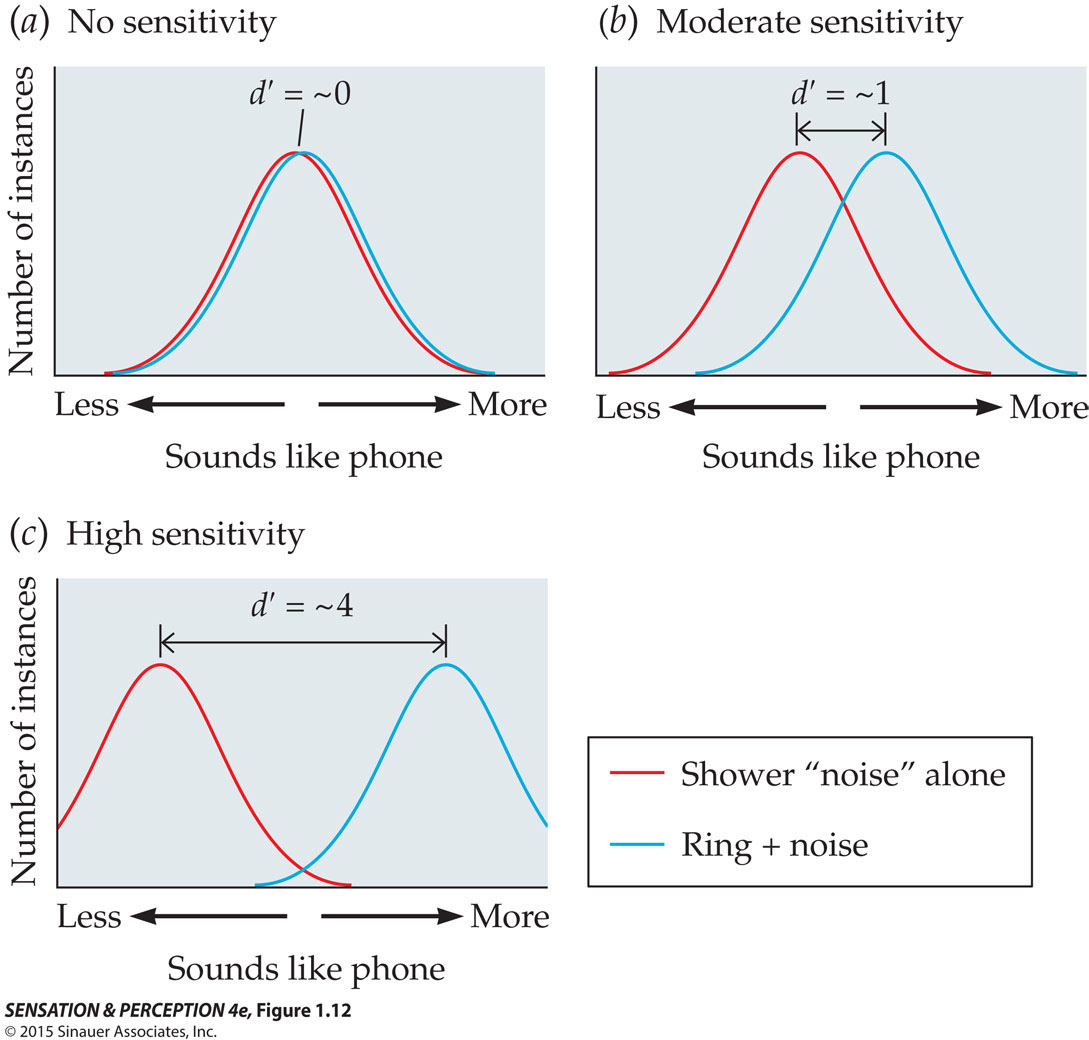 (a) No sensitivity
d′ = ~0
Number of instances
Less More
Sounds like phone
(b) Moderate sensitivity
d′ = ~1
Less More
Sounds like phone
(c) High sensitivity
d′ = ~4
Number of instances
Less More
Sounds like phone
Shower “noise” alone
Ring + noise
SENSATION & PERCEPTION 4e, Figure 1.12
© 2015 Sinauer Associates, Inc.